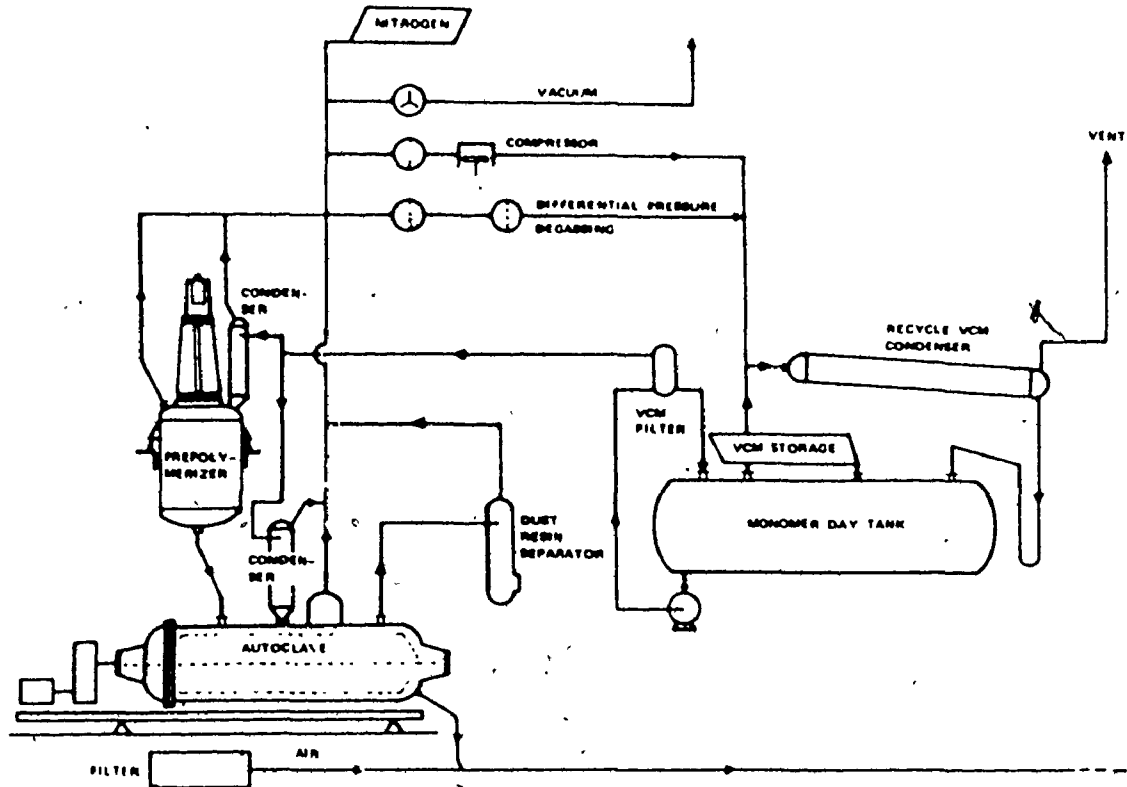 NITROGEN
VACUUM
COMPRESSOR
VENT
DIFFERENTIAL PRESSURE
DEGASSING
CONDEN-
SER
RECYCLE VCM
CONDENSER
VCM
FILTER
VCM STORAGE
PREPOLY-
MERIZER
MONOMER DAY TANK
DUST
RESIN
SEPARATOR
CONDEN-
SER
AUTOCLAVE
AIR
FILTER